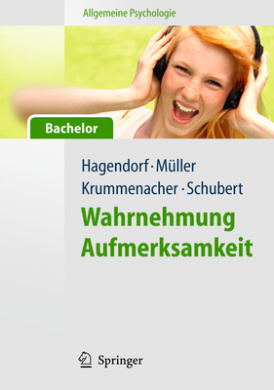 Allgemeine Psychologie
Bachelor
Hagendorf · Müller
Krummenacher · Schubert
Wahrnehmung
Aufmerksamkeit
Springer